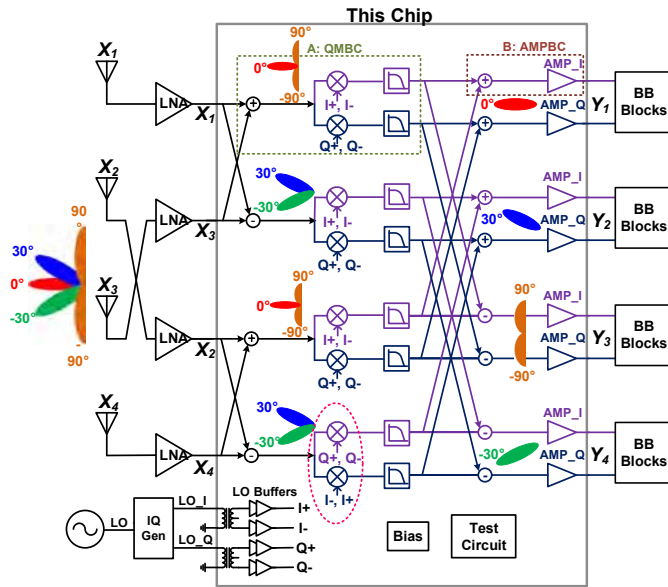 This Chip
X1
A: QMBC
B: AMPBC
90°
0°
-90°
AMP_I
LNA
X1
I+, I-
Q+, Q-
0°
AMP_Q
Y1
BB
Blocks
X2
30°
-30°
AMP_I
LNA
X3
I+, I-
Q+, Q-
30°
AMP_Q
Y2
BB
Blocks
90°
30°
0°
-30°
-90°
X3
90°
0°
-90°
90°
AMP_I
LNA
X2
I+, I-
Q+, Q-
-90°
AMP_Q
Y3
BB
Blocks
X4
30°
-30°
AMP_I
LNA
X4
Q+, Q-
I-, I+
-30°
AMP_Q
Y4
BB
Blocks
LO Buffers
LO
IQ
Gen
LO_I
LO_Q
I+
I-
Q+
Q-
Bias
Test
Circuit